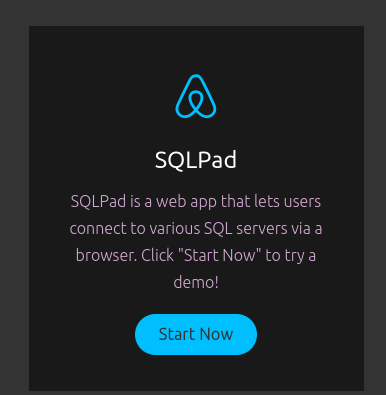 SQLPad
SQLPad is a web app that lets users
connect to various SQL servers via a
browser. Click "Start Now" to try a
demo!
Start Now